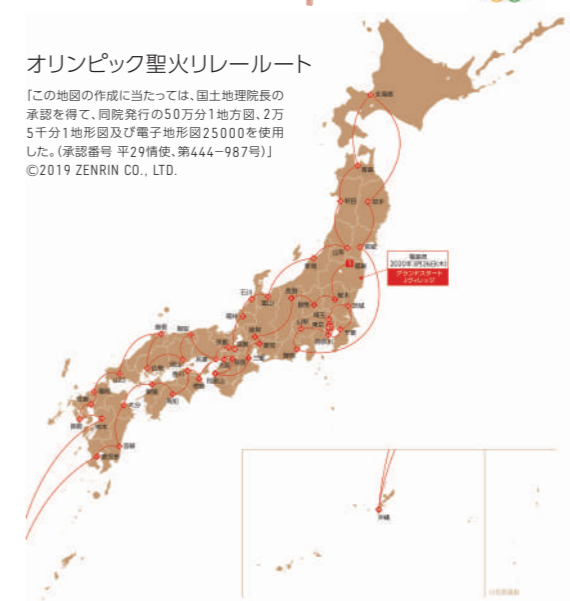 オリンピック聖火リレールート
「この地図の作成に当たっては、国土地理院長の
承認を得て、同院発行の50万分1地方図、2万
5千分1地形図及び電子地形図25000を使用
した。(承認番号 平29情使、第444－987号)」
©2019 ZENRIN CO., LTD.
北海道
青森
秋田
岩手
山形
宮城
新潟
福島
福島県
2020年3月26日(木)
グランドスタート
Jヴィレッジ
石川
富山
長野
群馬
栃木
茨城
福井
埼玉
山梨
東京
千葉
神奈川
岐阜
静岡
愛知
三重
島根
鳥取
京都
滋賀
兵庫
岡山
大阪
奈良
広島
香川
和歌山
山口
愛媛
徳島
高知
福岡
佐賀
大分
長崎
熊本
宮崎
鹿児島
沖縄